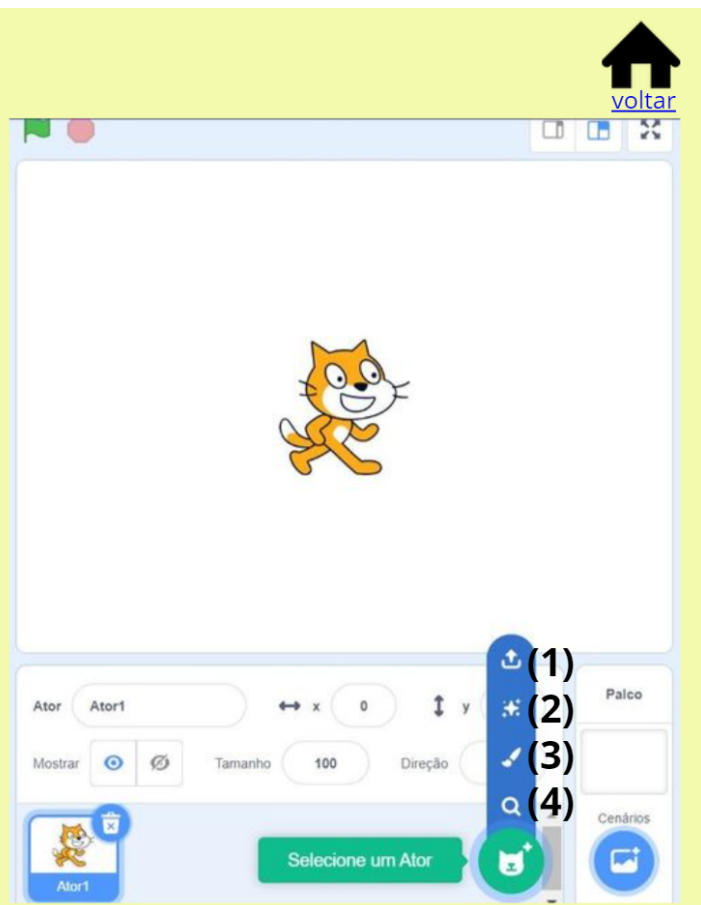 voltar
(1)
Ator Ator1 x 0 y (2)
Palco
Mostrar Tamanho 100 Direção (3)
(4)
Cenários
Selecione um Ator
Ator1